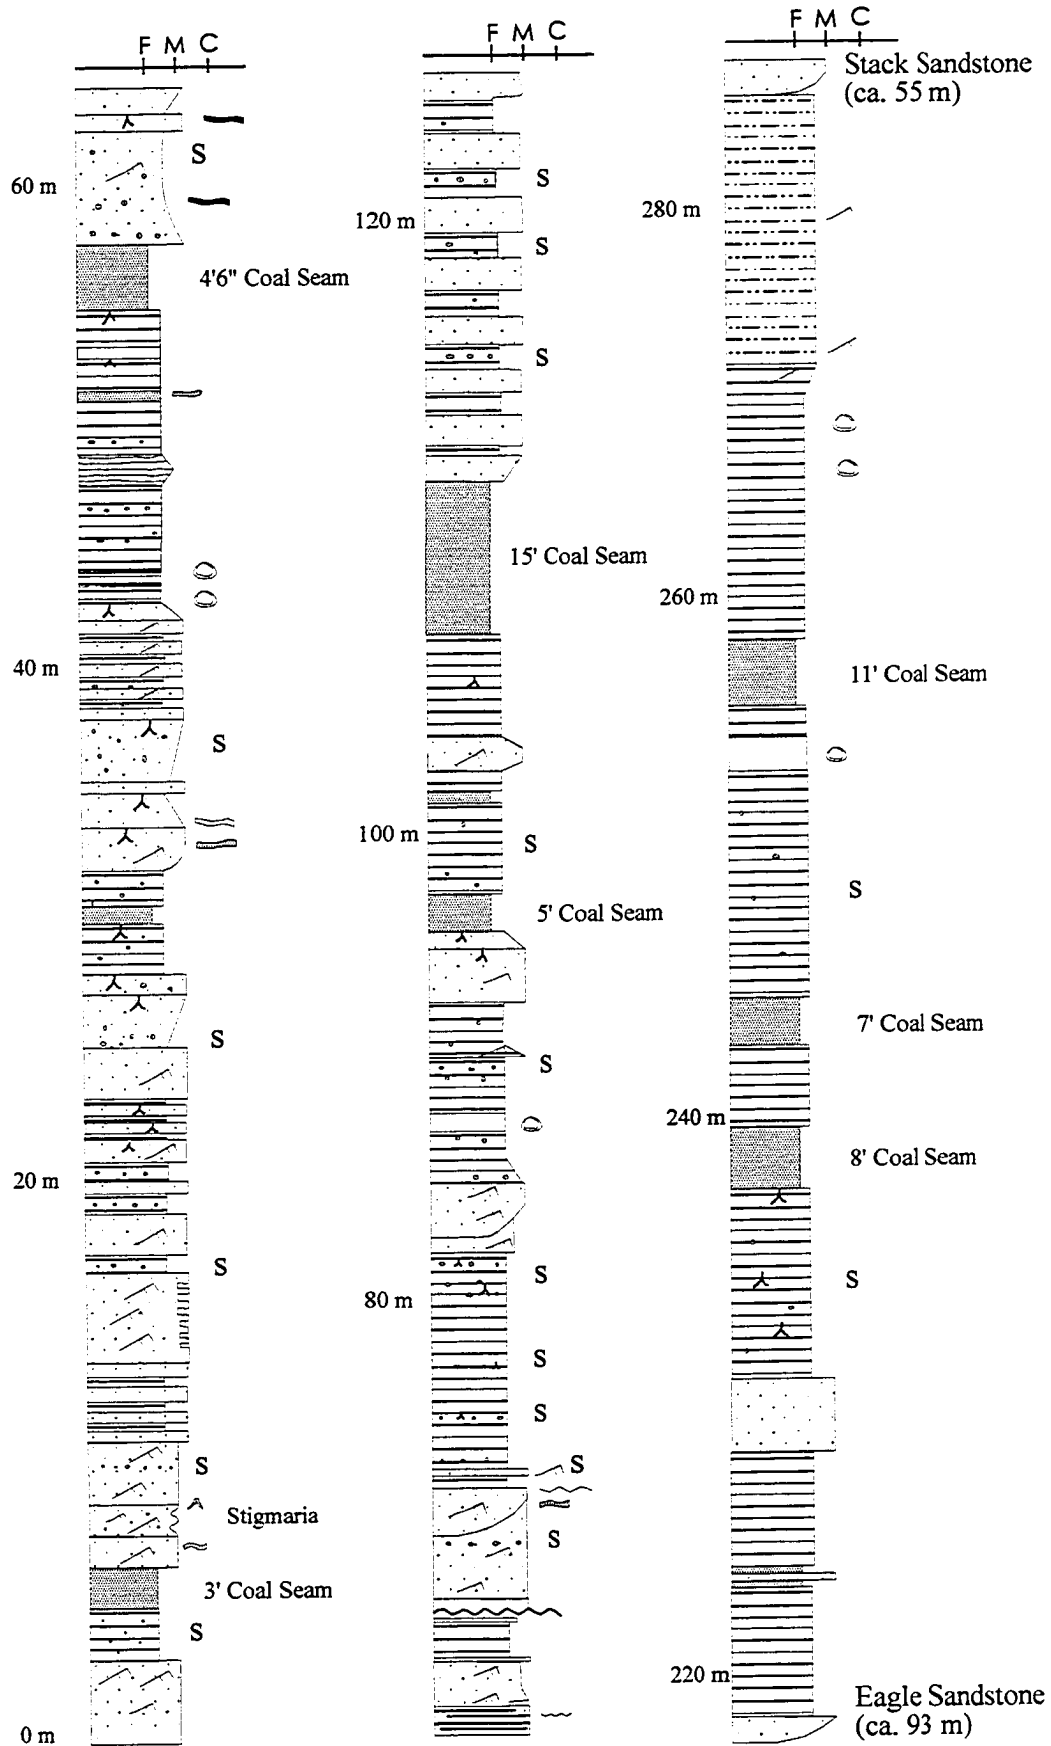 F M C
S
60 m
4'6" Coal Seam
40 m
S
S
20 m
S
S
Stigmaria
3' Coal Seam
S
0 m
F M C
S
120 m
S
S
15' Coal Seam
100 m
S
5' Coal Seam
S
S
80 m
S
S
S
S
F M C
Stack Sandstone
(ca. 55 m)
280 m
260 m
11' Coal Seam
S
7' Coal Seam
240 m
8' Coal Seam
S
220 m
Eagle Sandstone
(ca. 93 m)